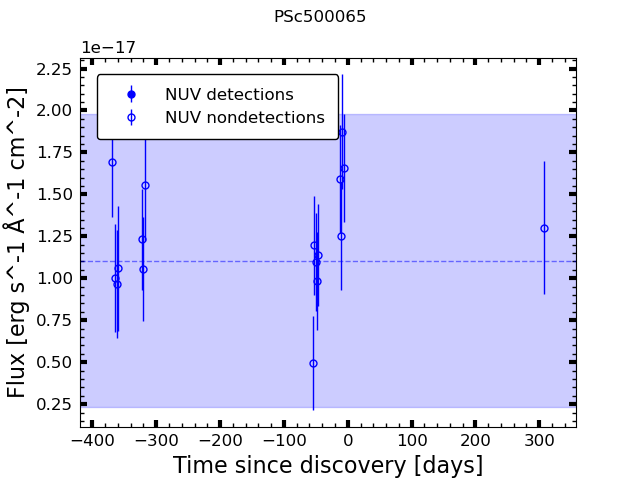 PSc500065
1e−17
NUV detections
NUV nondetections
2.25
2.00
1.75
1.50
1.25
1.00
0.75
0.50
0.25
Flux [erg s^-1 Å^-1 cm^-2]
−400 −300 −200 −100 0 100 200 300
Time since discovery [days]